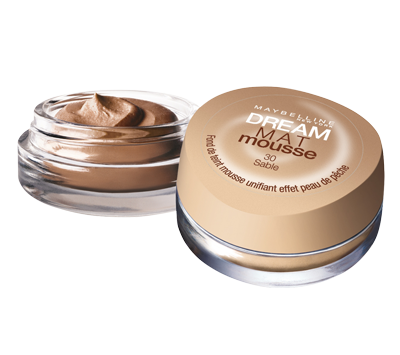 MAYBELLINE
NEW YORK
DREAM
MAT
mousse
30
Sable
Fond de teint mousse unifiant effet peau de pêche